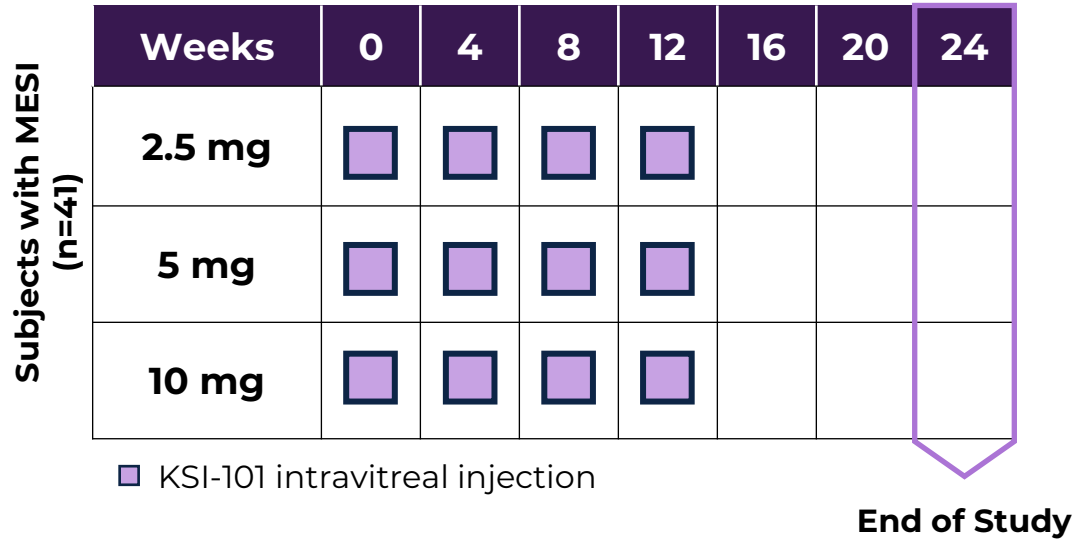 Subjects with MESI
(n=41)
Weeks 0 4 8 12 16 20 24
2.5 mg
5 mg
10 mg
KSI-101 intravitreal injection
End of Study